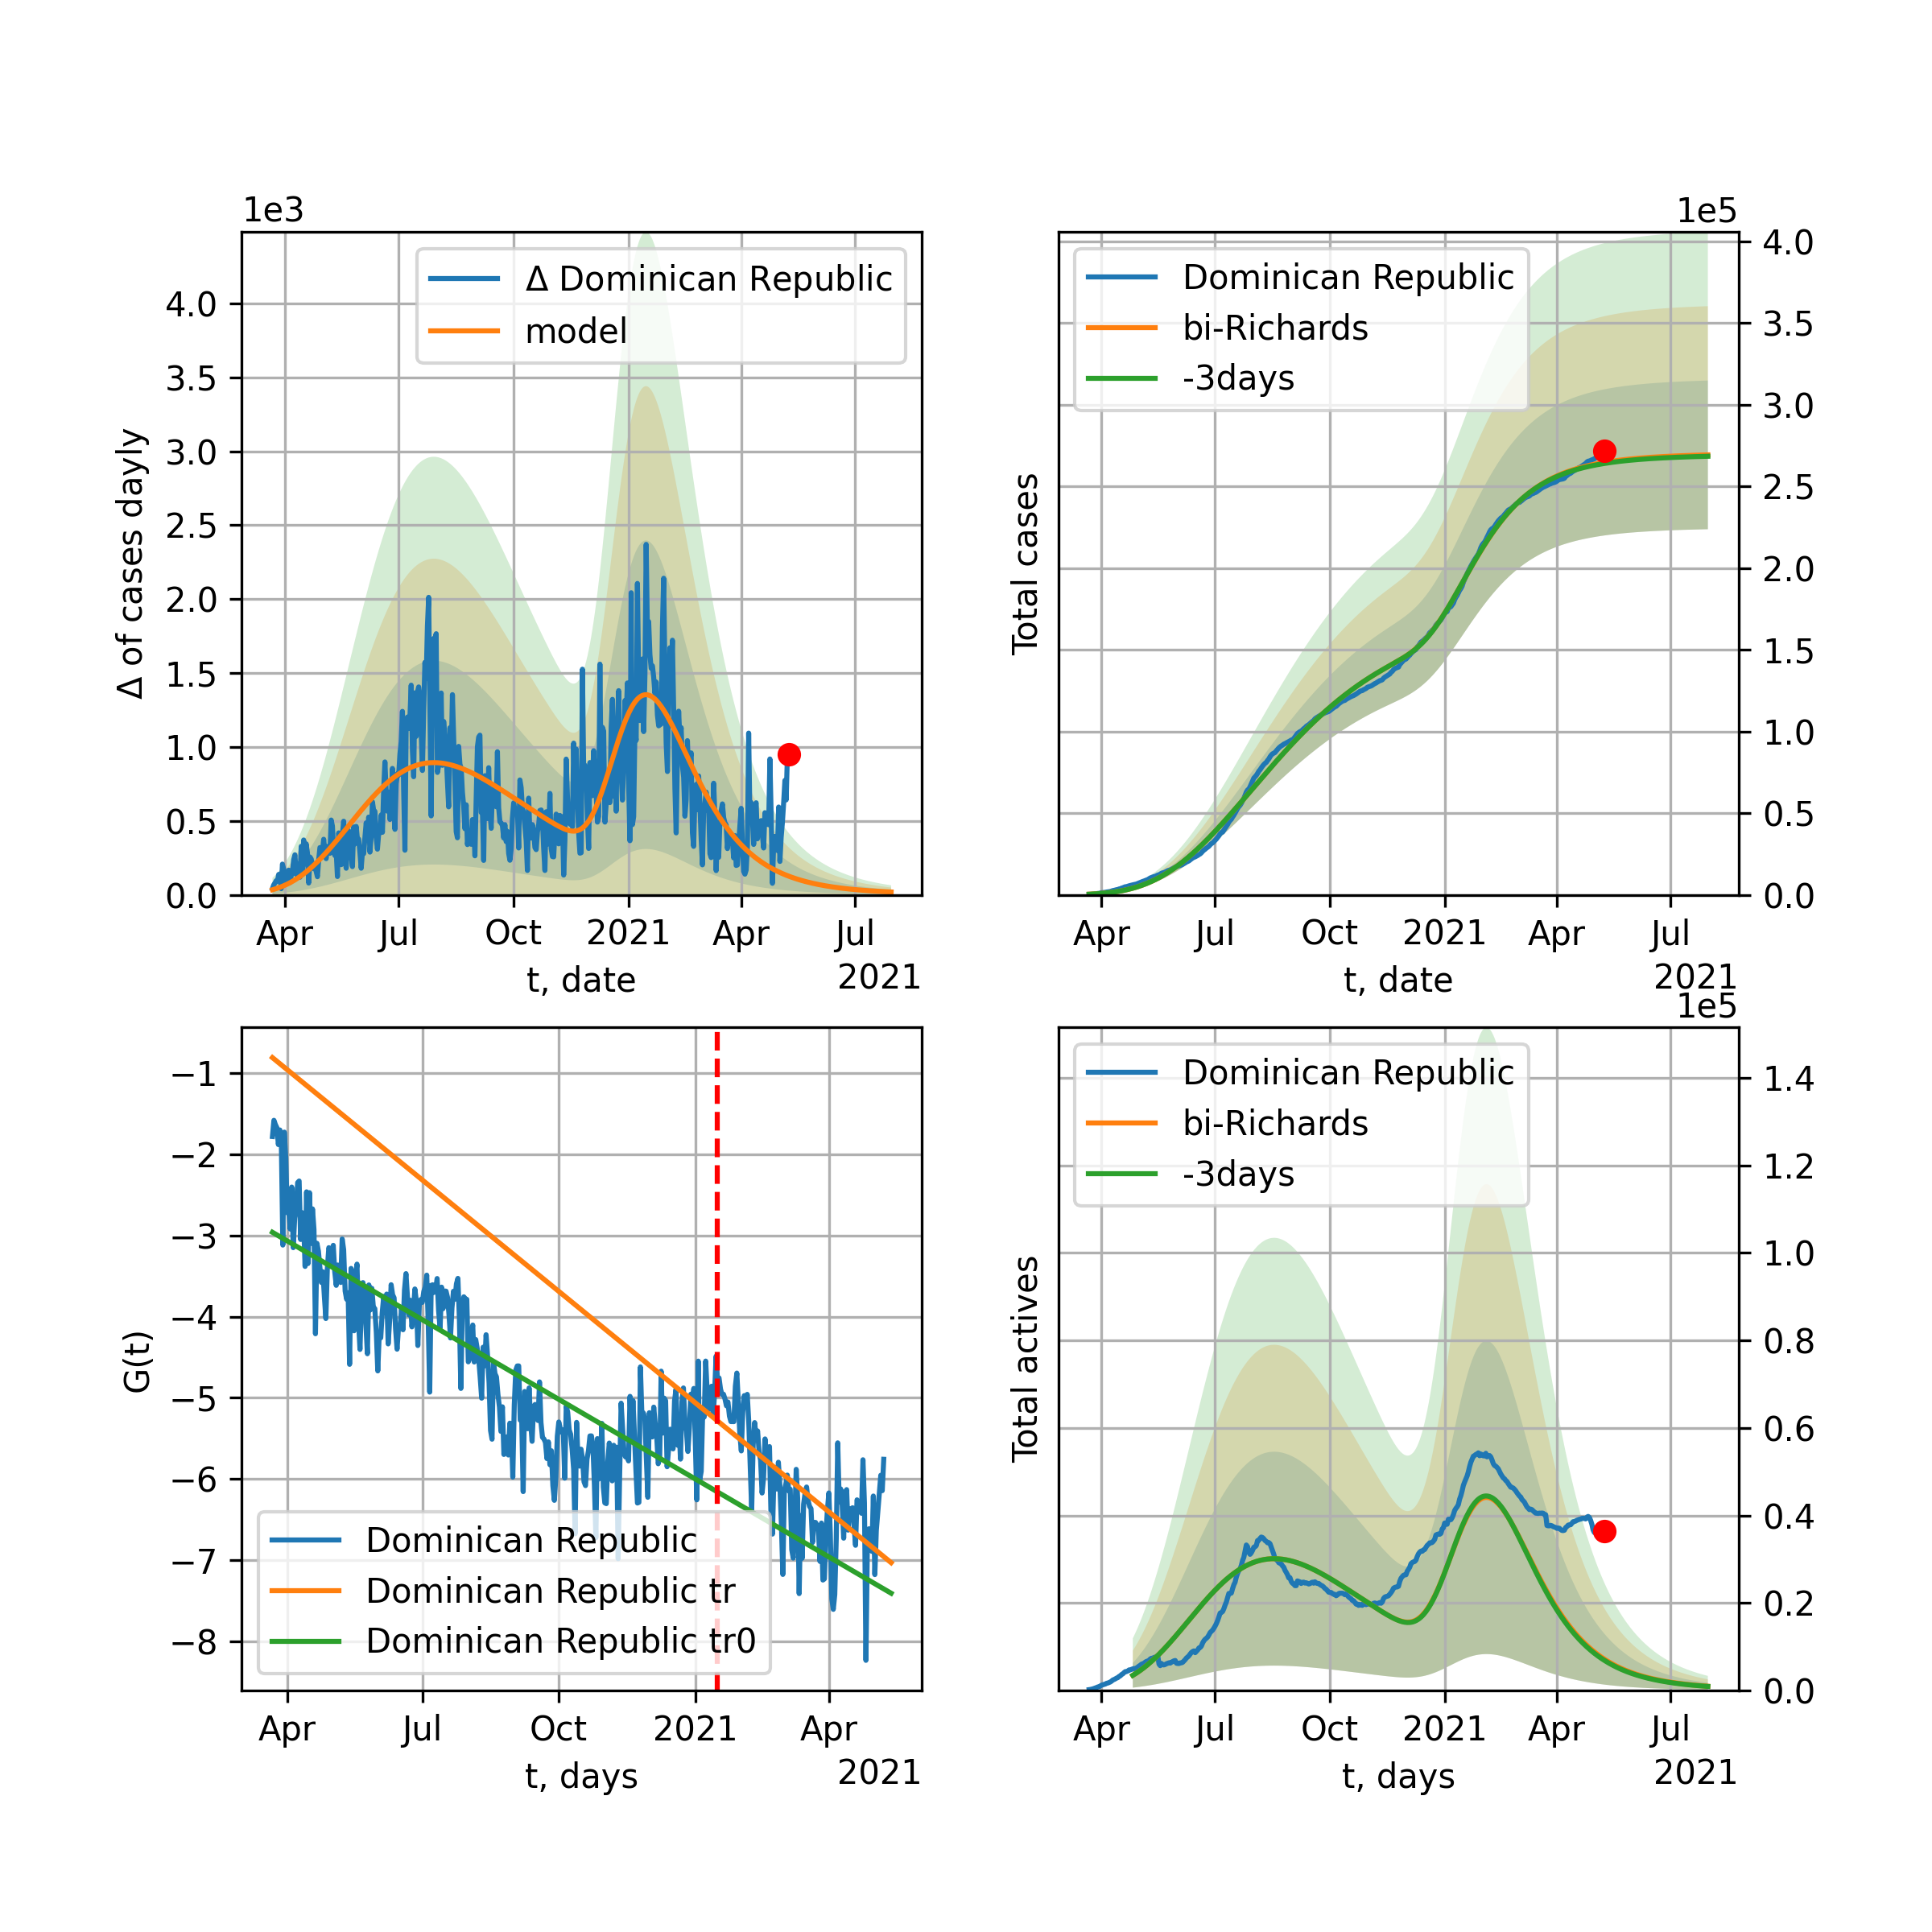 1e3
Δ of cases dayly
4.0
3.5
3.0
2.5
2.0
1.5
1.0
0.5
0.0
Δ Dominican Republic
model
Apr Jul Oct 2021 Apr Jul
t, date
2021
1e5
Total cases
Dominican Republic
bi-Richards
-3days
4.0
3.5
3.0
2.5
2.0
1.5
1.0
0.5
0.0
Apr Jul Oct 2021 Apr Jul
t, date
2021
G(t)
−1
−2
−3
−4
−5
−6
−7
−8
Dominican Republic
Dominican Republic tr
Dominican Republic tr0
Apr Jul Oct 2021 Apr
t, days
2021
1e5
Total actives
Dominican Republic
bi-Richards
-3days
1.4
1.2
1.0
0.8
0.6
0.4
0.2
0.0
Apr Jul Oct 2021 Apr Jul
t, days
2021